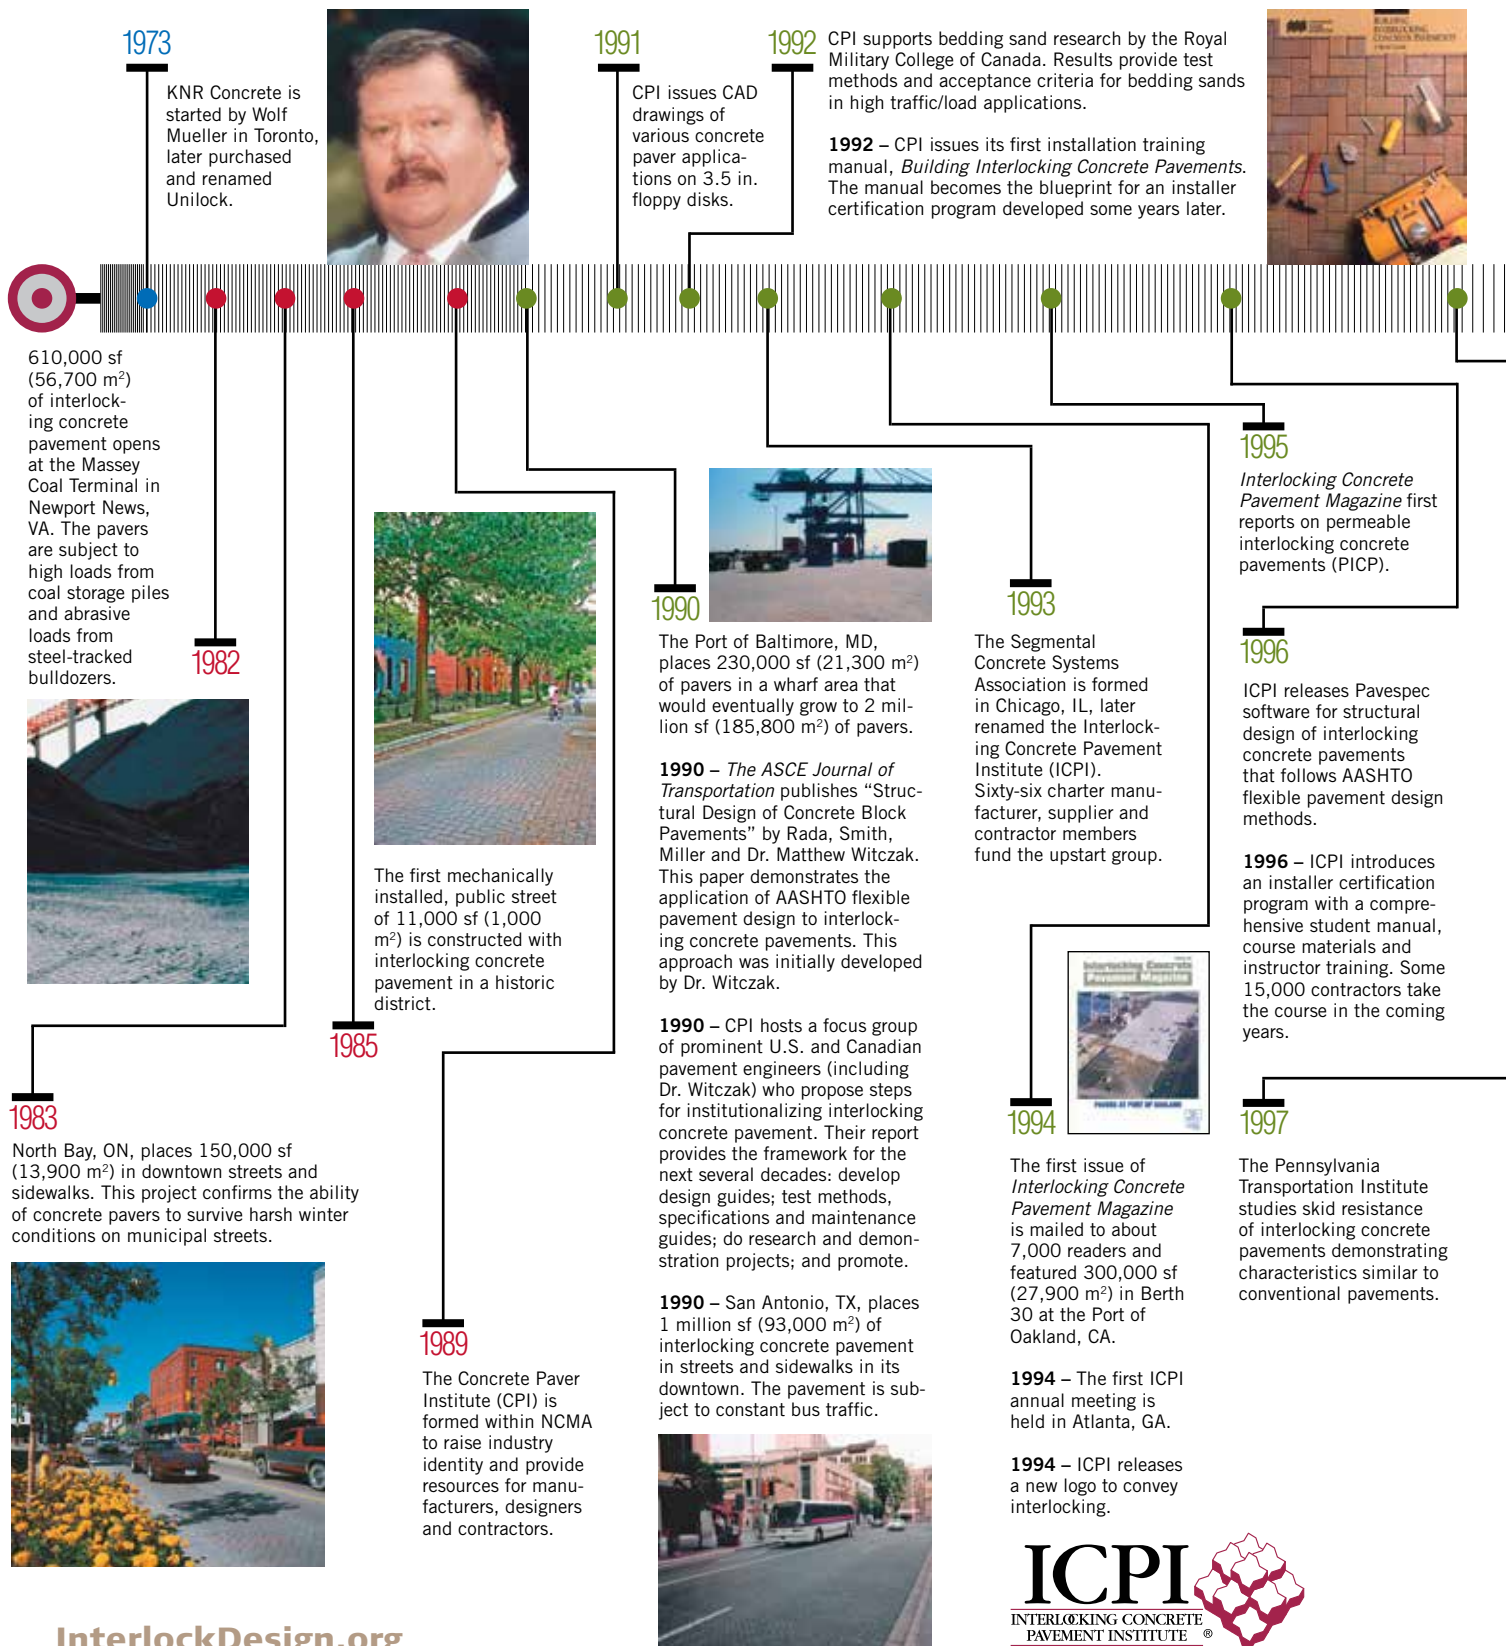 1973
KNR Concrete is
started by Wolf
Mueller in Toronto,
later purchased
and renamed
Unilock.
1991
CPI issues CAD
drawings of
various concrete
paver applica-
tions on 3.5 in.
floppy disks.
1992
CPI supports bedding sand research by the Royal
Military College of Canada. Results provide test
methods and acceptance criteria for bedding sands
in high traffic/load applications.
1992 – CPI issues its first installation training
manual, Building Interlocking Concrete Pavements.
The manual becomes the blueprint for an installer
certification program developed some years later.
BUILDING
INTERLOCKING
CONCRETE PAVEMENTS
610,000 sf
(56,700 m²)
of interlock-
ing concrete
pavement opens
at the Massey
Coal Terminal in
Newport News,
VA. The pavers
are subject to
high loads from
coal storage piles
and abrasive
loads from
steel-tracked
bulldozers.
1982
1983
North Bay, ON, places 150,000 sf
(13,900 m²) in downtown streets and
sidewalks. This project confirms the ability
of concrete pavers to survive harsh winter
conditions on municipal streets.
The first mechanically
installed, public street
of 11,000 sf (1,000
m²) is constructed with
interlocking concrete
pavement in a historic
district.
1985
1989
The Concrete Paver
Institute (CPI) is
formed within NCMA
to raise industry
identity and provide
resources for manu-
facturers, designers
and contractors.
1990
The Port of Baltimore, MD,
places 230,000 sf (21,300 m²)
of pavers in a wharf area that
would eventually grow to 2 mil-
lion sf (185,800 m²) of pavers.
1990 – The ASCE Journal of
Transportation publishes “Struc-
tural Design of Concrete Block
Pavements” by Rada, Smith,
Miller and Dr. Matthew Witczak.
This paper demonstrates the
application of AASHTO flexible
pavement design to interlock-
ing concrete pavements. This
approach was initially developed
by Dr. Witczak.
1990 – CPI hosts a focus group
of prominent U.S. and Canadian
pavement engineers (including
Dr. Witczak) who propose steps
for institutionalizing interlocking
concrete pavement. Their report
provides the framework for the
next several decades: develop
design guides; test methods,
specifications and maintenance
guides; do research and demon-
stration projects; and promote.
1990 – San Antonio, TX, places
1 million sf (93,000 m²) of
interlocking concrete pavement
in streets and sidewalks in its
downtown. The pavement is sub-
ject to constant bus traffic.
1993
The Segmental
Concrete Systems
Association is formed
in Chicago, IL, later
renamed the Interlock-
ing Concrete Pavement
Institute (ICPI).
Sixty-six charter manu-
facturer, supplier and
contractor members
fund the upstart group.
1994
Interlocking Concrete
Pavement Magazine
PAVERS AT PORT OF OAKLAND
The first issue of
Interlocking Concrete
Pavement Magazine
is mailed to about
7,000 readers and
featured 300,000 sf
(27,900 m²) in Berth
30 at the Port of
Oakland, CA.
1994 – The first ICPI
annual meeting is
held in Atlanta, GA.
1994 – ICPI releases
a new logo to convey
interlocking.
ICPI
INTERLOCKING CONCRETE
PAVEMENT INSTITUTE ®
1995
Interlocking Concrete
Pavement Magazine first
reports on permeable
interlocking concrete
pavements (PICP).
1996
ICPI releases Pavespec
software for structural
design of interlocking
concrete pavements
that follows AASHTO
flexible pavement design
methods.
1996 – ICPI introduces
an installer certification
program with a compre-
hensive student manual,
course materials and
instructor training. Some
15,000 contractors take
the course in the coming
years.
1997
The Pennsylvania
Transportation Institute
studies skid resistance
of interlocking concrete
pavements demonstrating
characteristics similar to
conventional pavements.
InterlockDesign.org